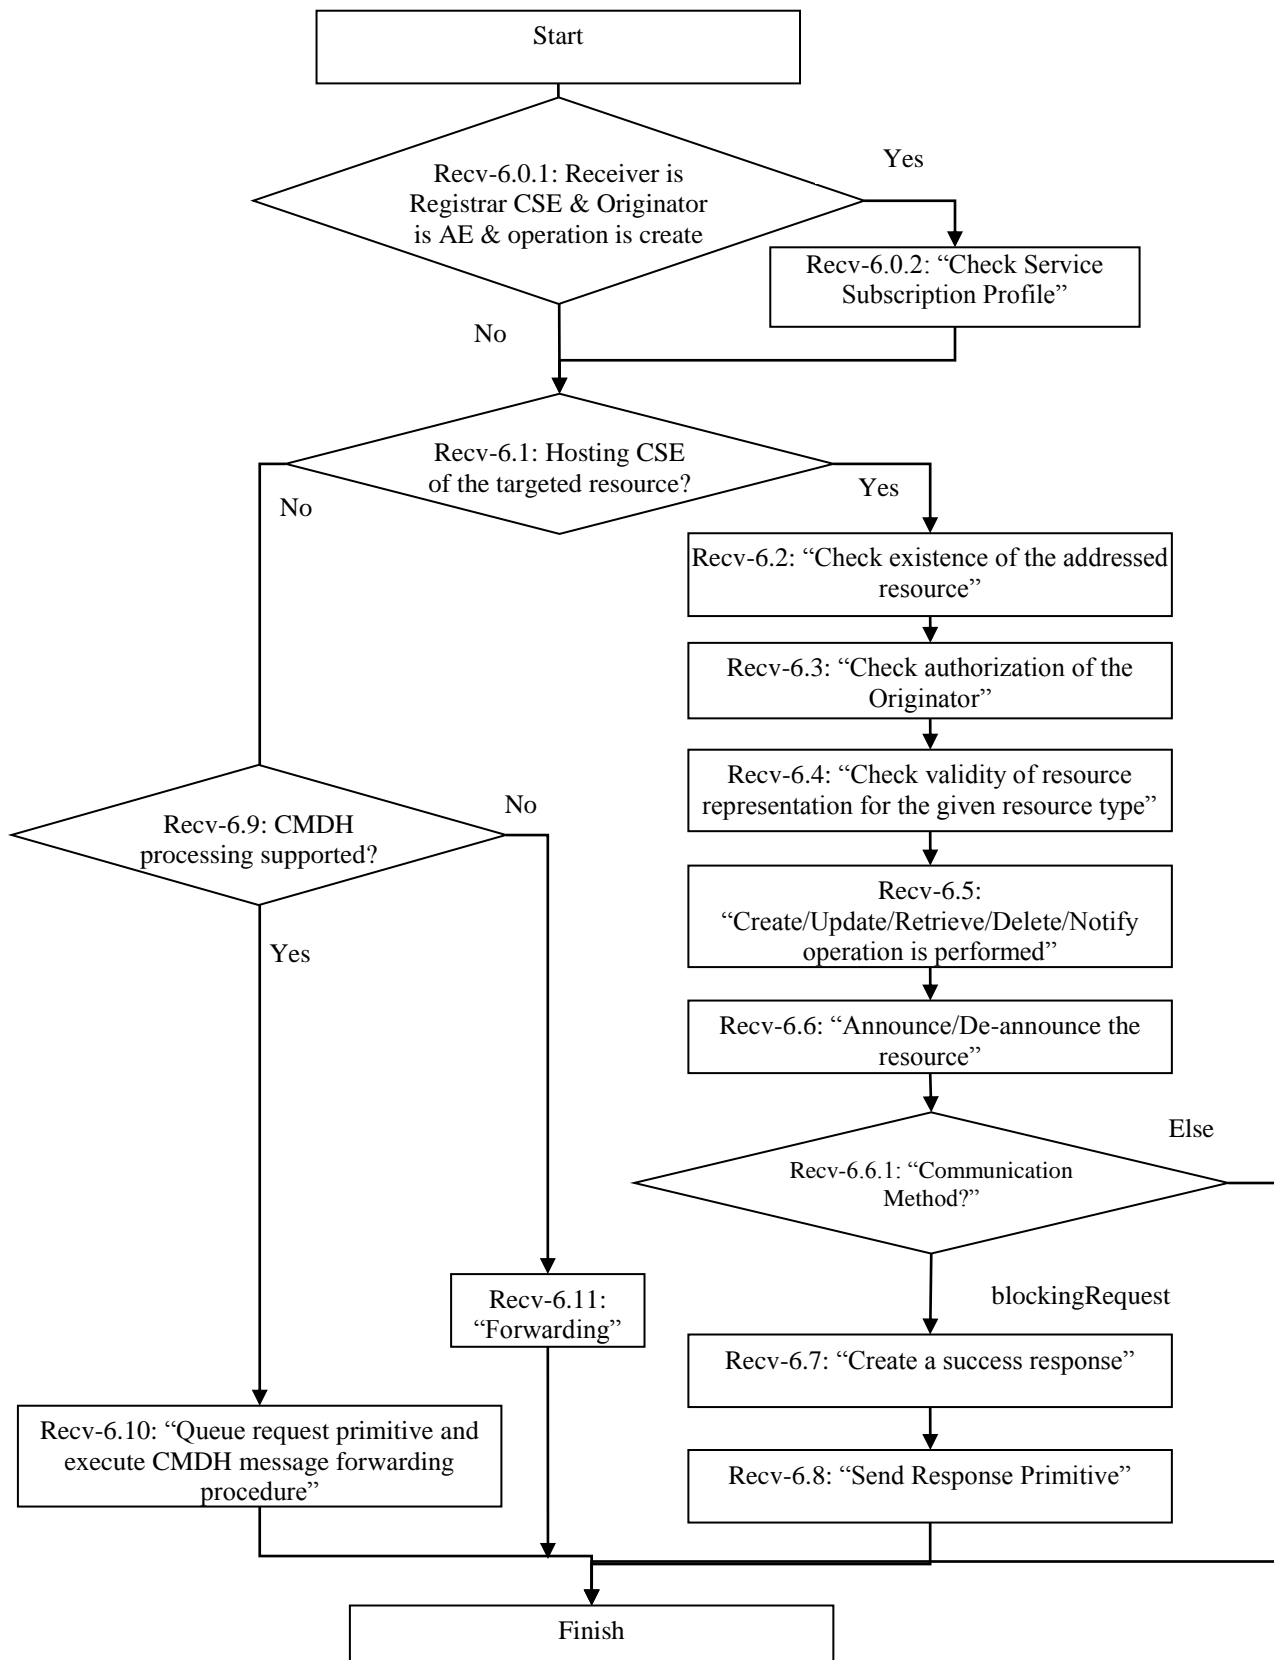 Start
Recv-6.0.1: Receiver is
Registrar CSE & Originator
is AE & operation is create
Yes
Recv-6.0.2: “Check Service
Subscription Profile”
No
Recv-6.1: Hosting CSE
of the targeted resource?
No
Yes
Recv-6.2: “Check existence of the addressed
resource”
Recv-6.3: “Check authorization of the
Originator”
Recv-6.4: “Check validity of resource
representation for the given resource type”
Recv-6.9: CMDH
processing supported?
No
Yes
Recv-6.5:
“Create/Update/Retrieve/Delete/Notify
operation is performed”
Recv-6.6: “Announce/De-announce the
resource”
Else
Recv-6.6.1: “Communication
Method?”
blockingRequest
Recv-6.11:
“Forwarding”
Recv-6.7: “Create a success response”
Recv-6.10: “Queue request primitive and
execute CMDH message forwarding
procedure”
Recv-6.8: “Send Response Primitive”
Finish